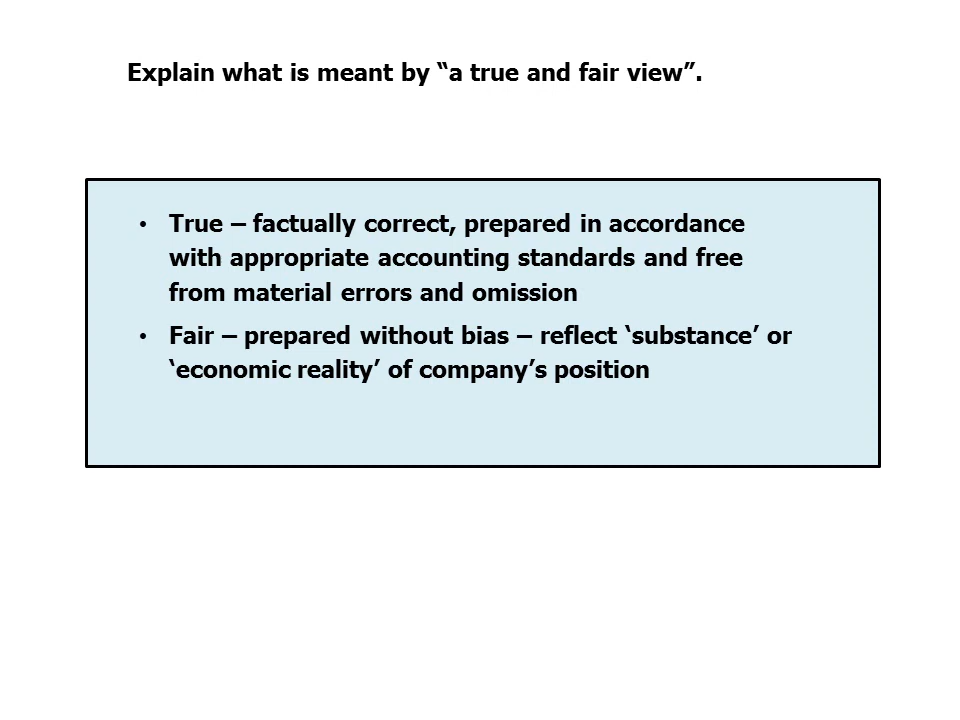 Explain what is meant by “a true and fair view”.
• True – factually correct, prepared in accordance
with appropriate accounting standards and free
from material errors and omission
• Fair – prepared without bias – reflect ‘substance’ or
‘economic reality’ of company’s position